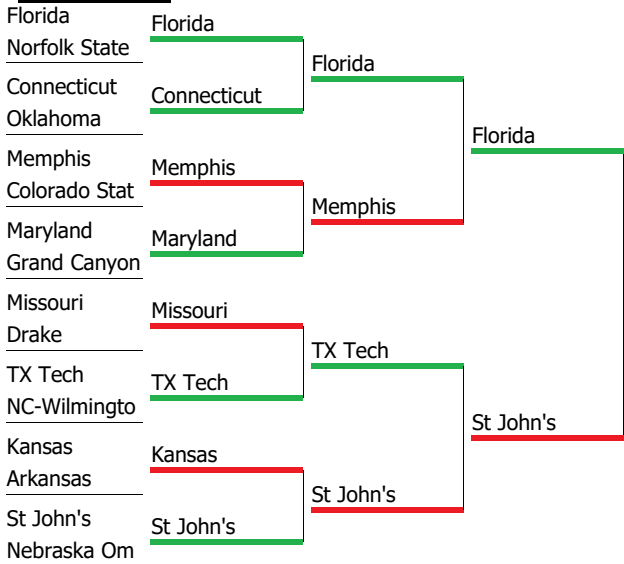 Florida
Norfolk State
Connecticut
Oklahoma
Memphis
Colorado Stat
Maryland
Grand Canyon
Missouri
Drake
TX Tech
NC-Wilmingto
Kansas
Arkansas
St John's
Nebraska Om
Florida
Connecticut
Memphis
Maryland
Missouri
TX Tech
Kansas
St John's
Florida
Memphis
TX Tech
St John's
Florida
St John's